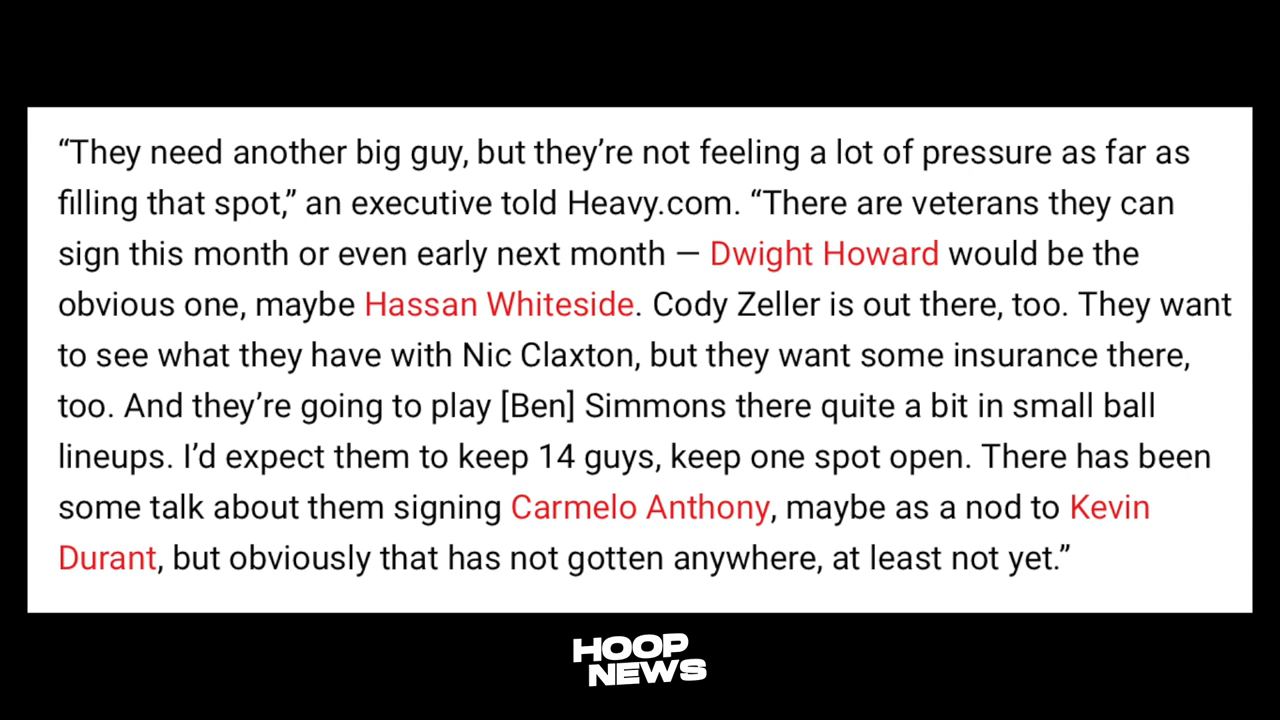 “They need another big guy, but they’re not feeling a lot of pressure as far as
filling that spot,” an executive told Heavy.com. “There are veterans they can
sign this month or even early next month — Dwight Howard would be the
obvious one, maybe Hassan Whiteside. Cody Zeller is out there, too. They want
to see what they have with Nic Claxton, but they want some insurance there,
too. And they’re going to play [Ben] Simmons there quite a bit in small ball
lineups. I’d expect them to keep 14 guys, keep one spot open. There has been
some talk about them signing Carmelo Anthony, maybe as a nod to Kevin
Durant, but obviously that has not gotten anywhere, at least not yet.”
HOOP
NEWS